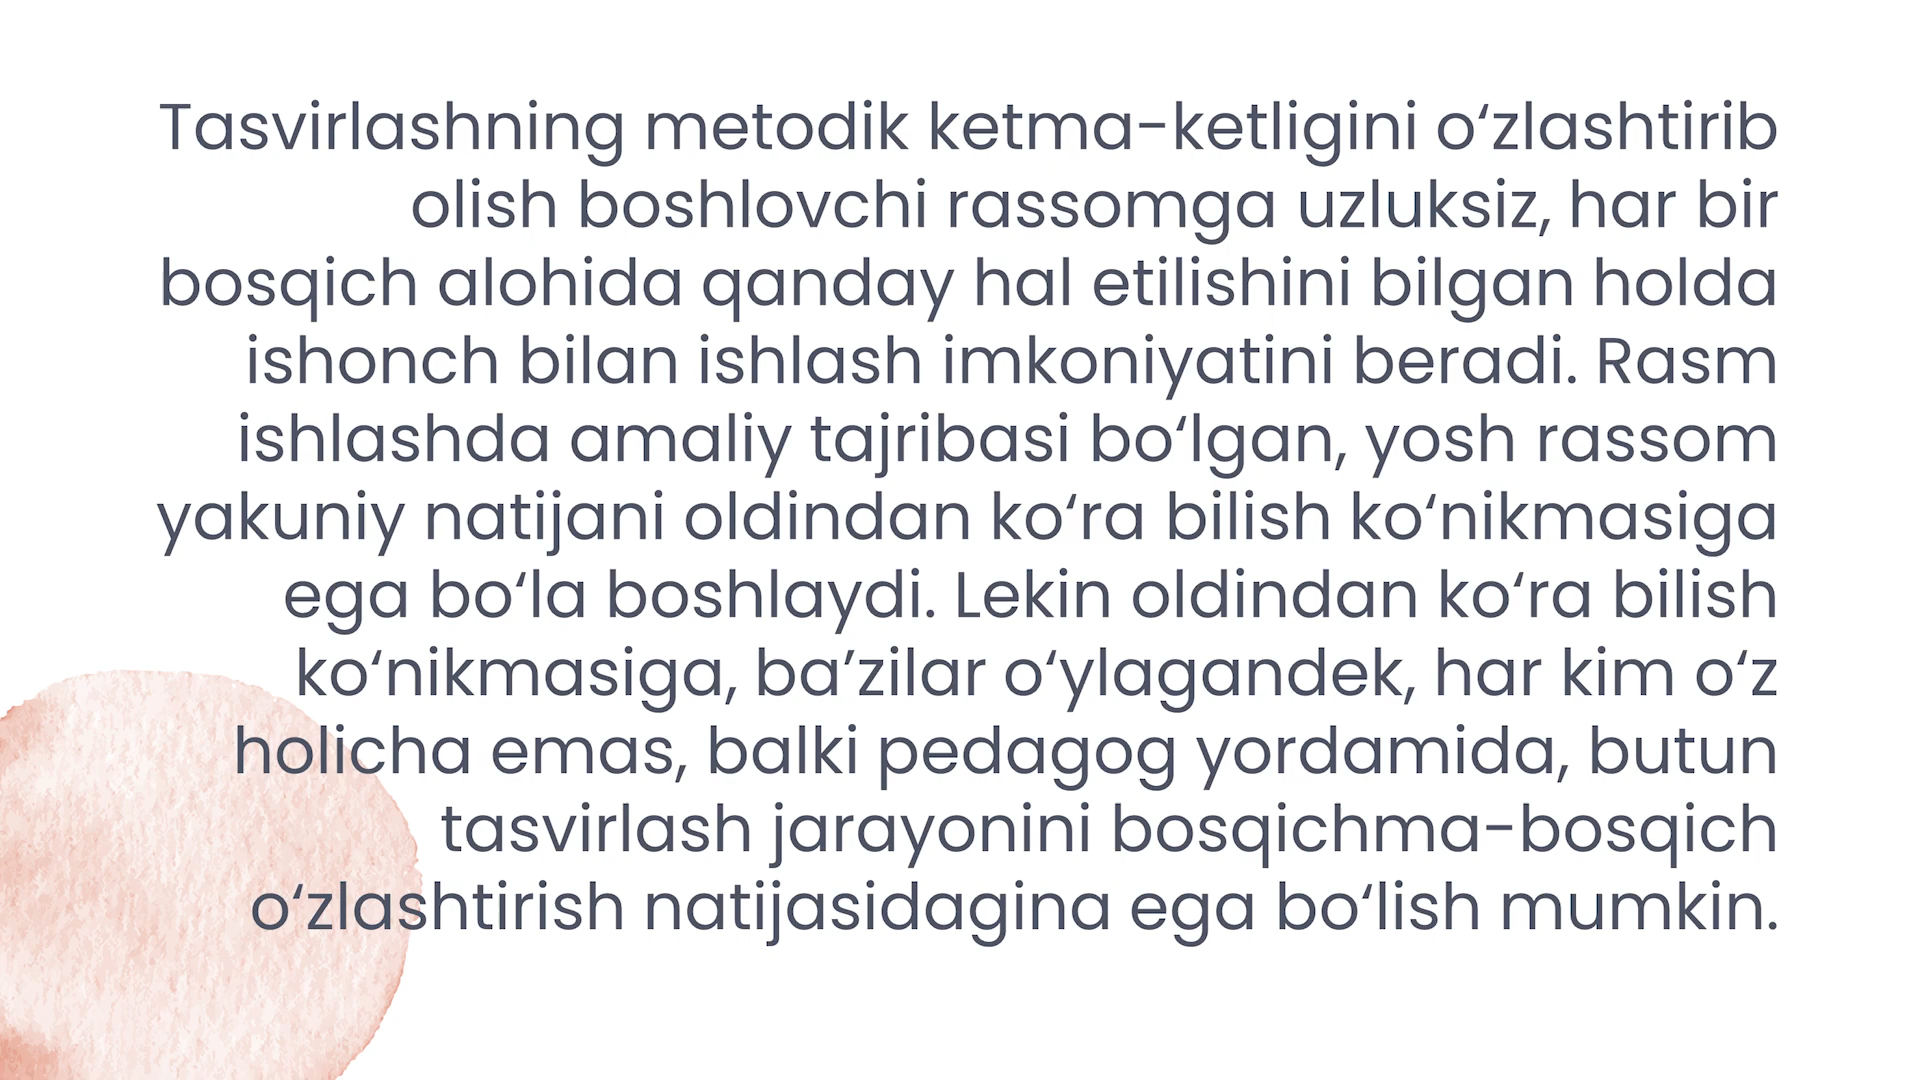 Tasvirlashning metodik ketma-ketligini o‘zlashtirib
olish boshlovchi rassomga uzluksiz, har bir
bosqich alohida qanday hal etilishini bilgan holda
ishonch bilan ishlash imkoniyatini beradi. Rasm
ishlashda amaliy tajribasi bo‘lgan, yosh rassom
yakuniy natijani oldindan ko‘ra bilish ko‘nikmasiga
ega bo‘la boshlaydi. Lekin oldindan ko‘ra bilish
ko‘nikmasiga, ba’zilar o‘ylagandek, har kim o‘z
holicha emas, balki pedagog yordamida, butun
tasvirlash jarayonini bosqichma-bosqich
o‘zlashtirish natijasidagina ega bo‘lish mumkin.